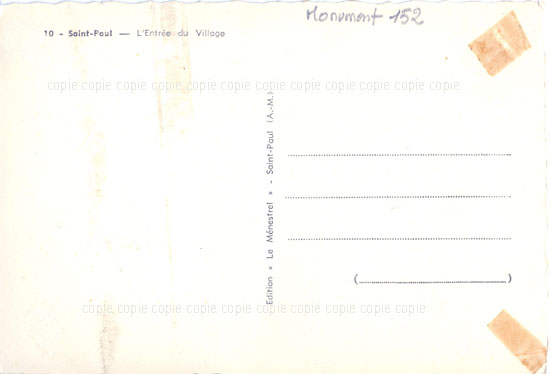 Monument 152
10 - Saint-Paul — L'Entrée du Village
copie copie copie copie copie copie copie copie copie copie copie copie
Edition « Le Ménestrel » - Saint-Paul (A.-M.)
copie copie copie copie copie copie copie copie copie copie